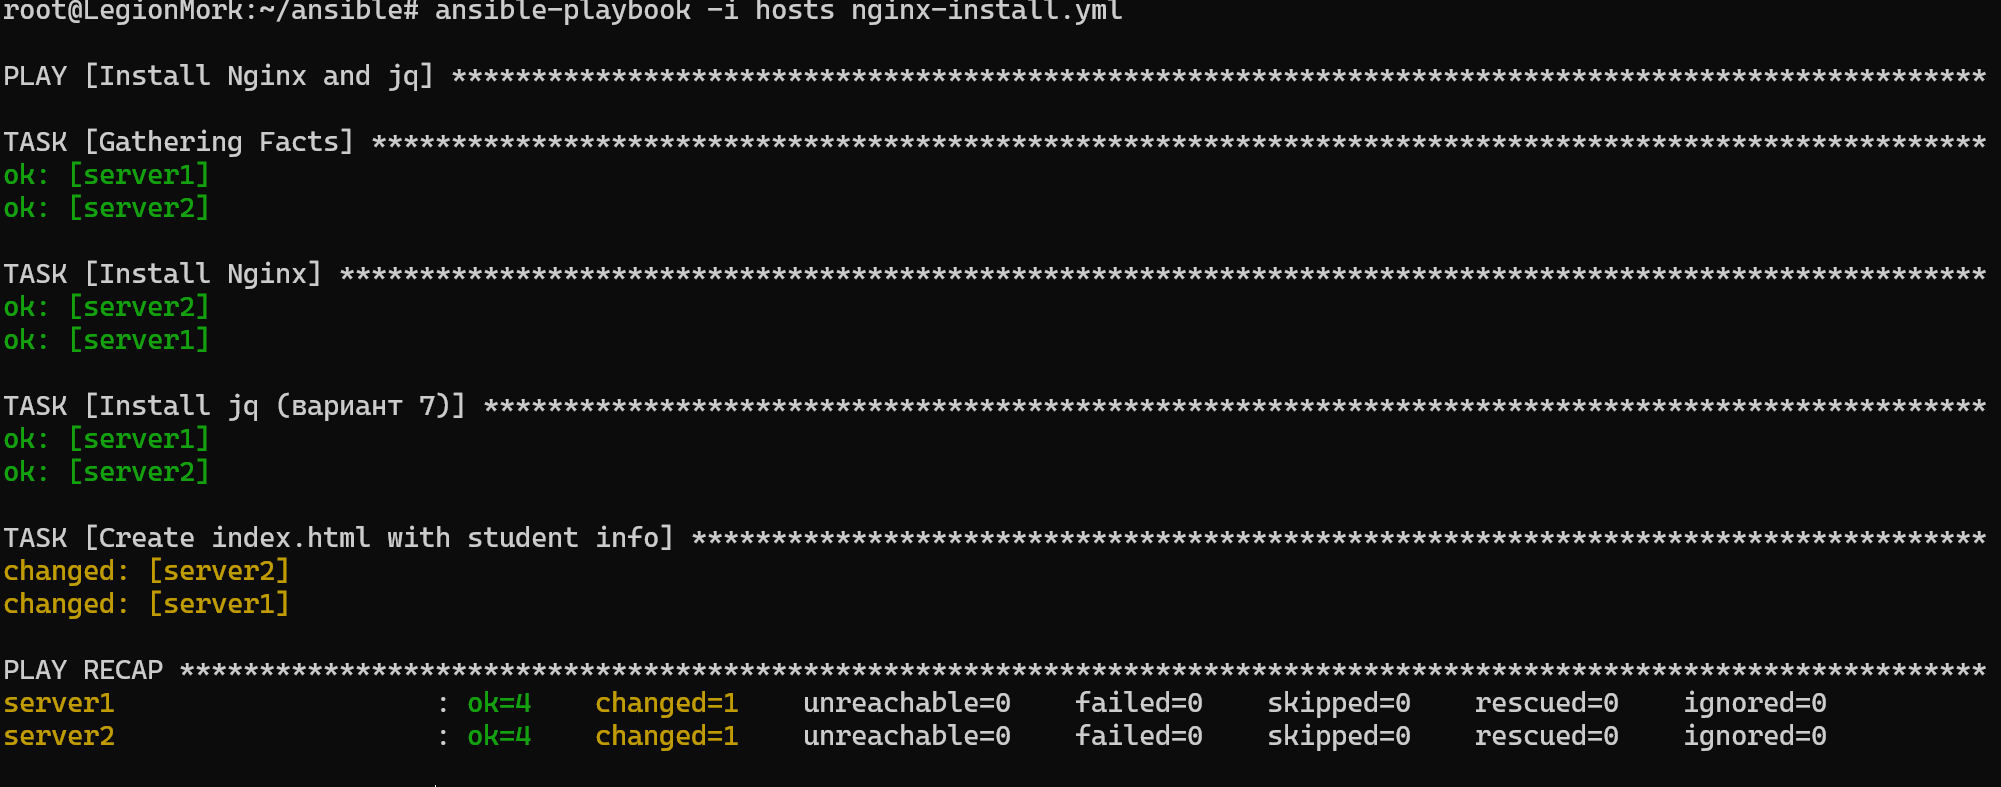 root@LegionMork:~/ansible# ansible-playbook -i hosts nginx-install.yml
PLAY [Install Nginx and jq] ************************************************************************************************
TASK [Gathering Facts] *****************************************************************************************************
ok: [server1]
ok: [server2]
TASK [Install Nginx] *******************************************************************************************************
ok: [server2]
ok: [server1]
TASK [Install jq (вариант 7)] **********************************************************************************************
ok: [server1]
ok: [server2]
TASK [Create index.html with student info] *********************************************************************************
changed: [server2]
changed: [server1]
PLAY RECAP *****************************************************************************************************************
server1                    : ok=4    changed=1    unreachable=0    failed=0    skipped=0    rescued=0    ignored=0
server2                    : ok=4    changed=1    unreachable=0    failed=0    skipped=0    rescued=0    ignored=0